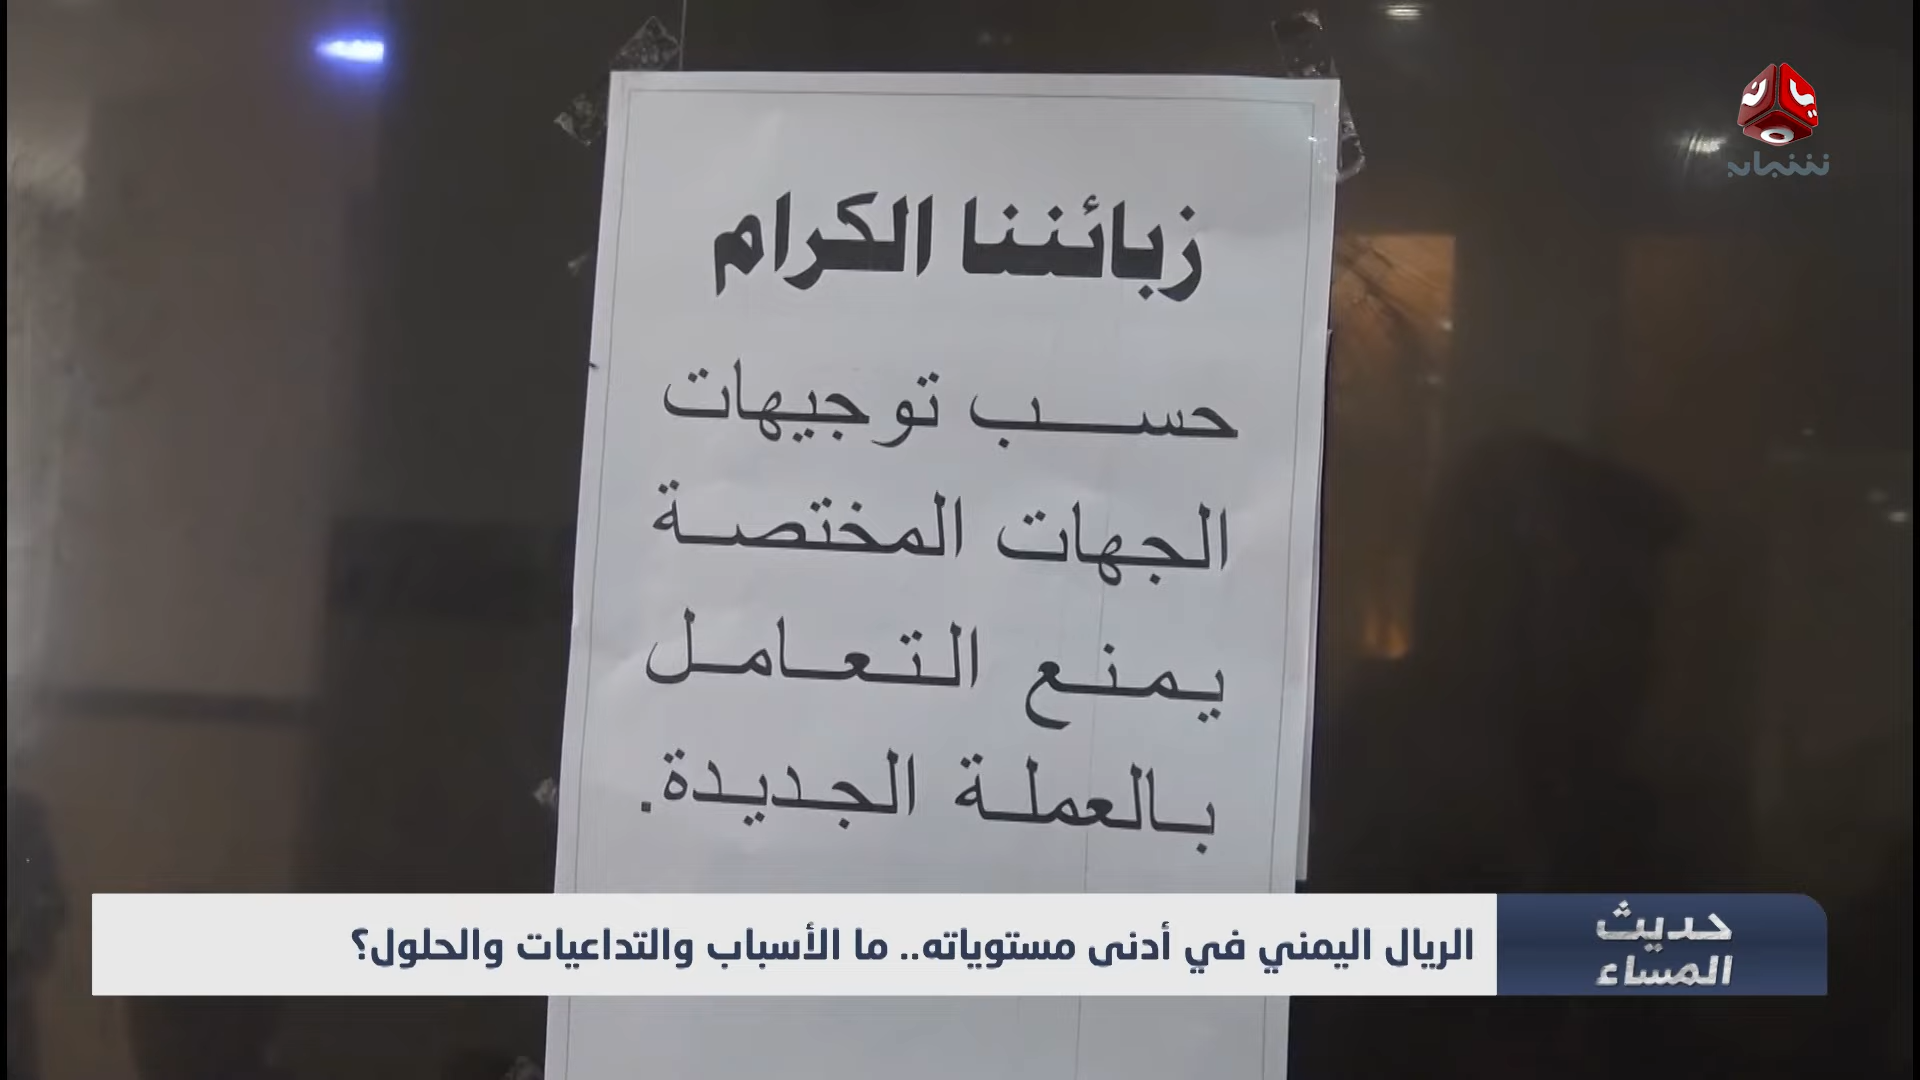 يمن
شباب
زبائننا الكرام
حسب توجيهات
الجهات المختصة
يمنع التعامل
بالعملة الجديدة.
حديث
المساء
الريال اليمني في أدنى مستوياته.. ما الأسباب والتداعيات والحلول؟